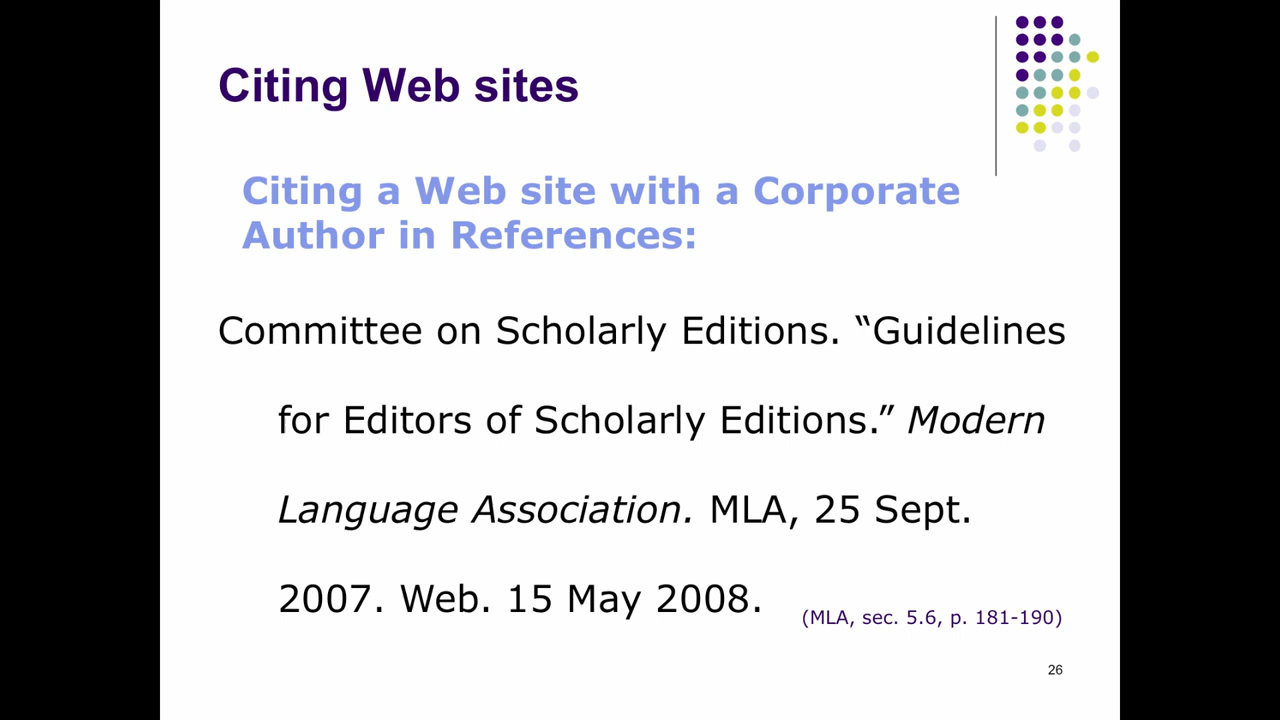 Citing Web sites
Citing a Web site with a Corporate
Author in References:
Committee on Scholarly Editions. “Guidelines
for Editors of Scholarly Editions.” Modern
Language Association. MLA, 25 Sept.
2007. Web. 15 May 2008.
(MLA, sec. 5.6, p. 181-190)
26